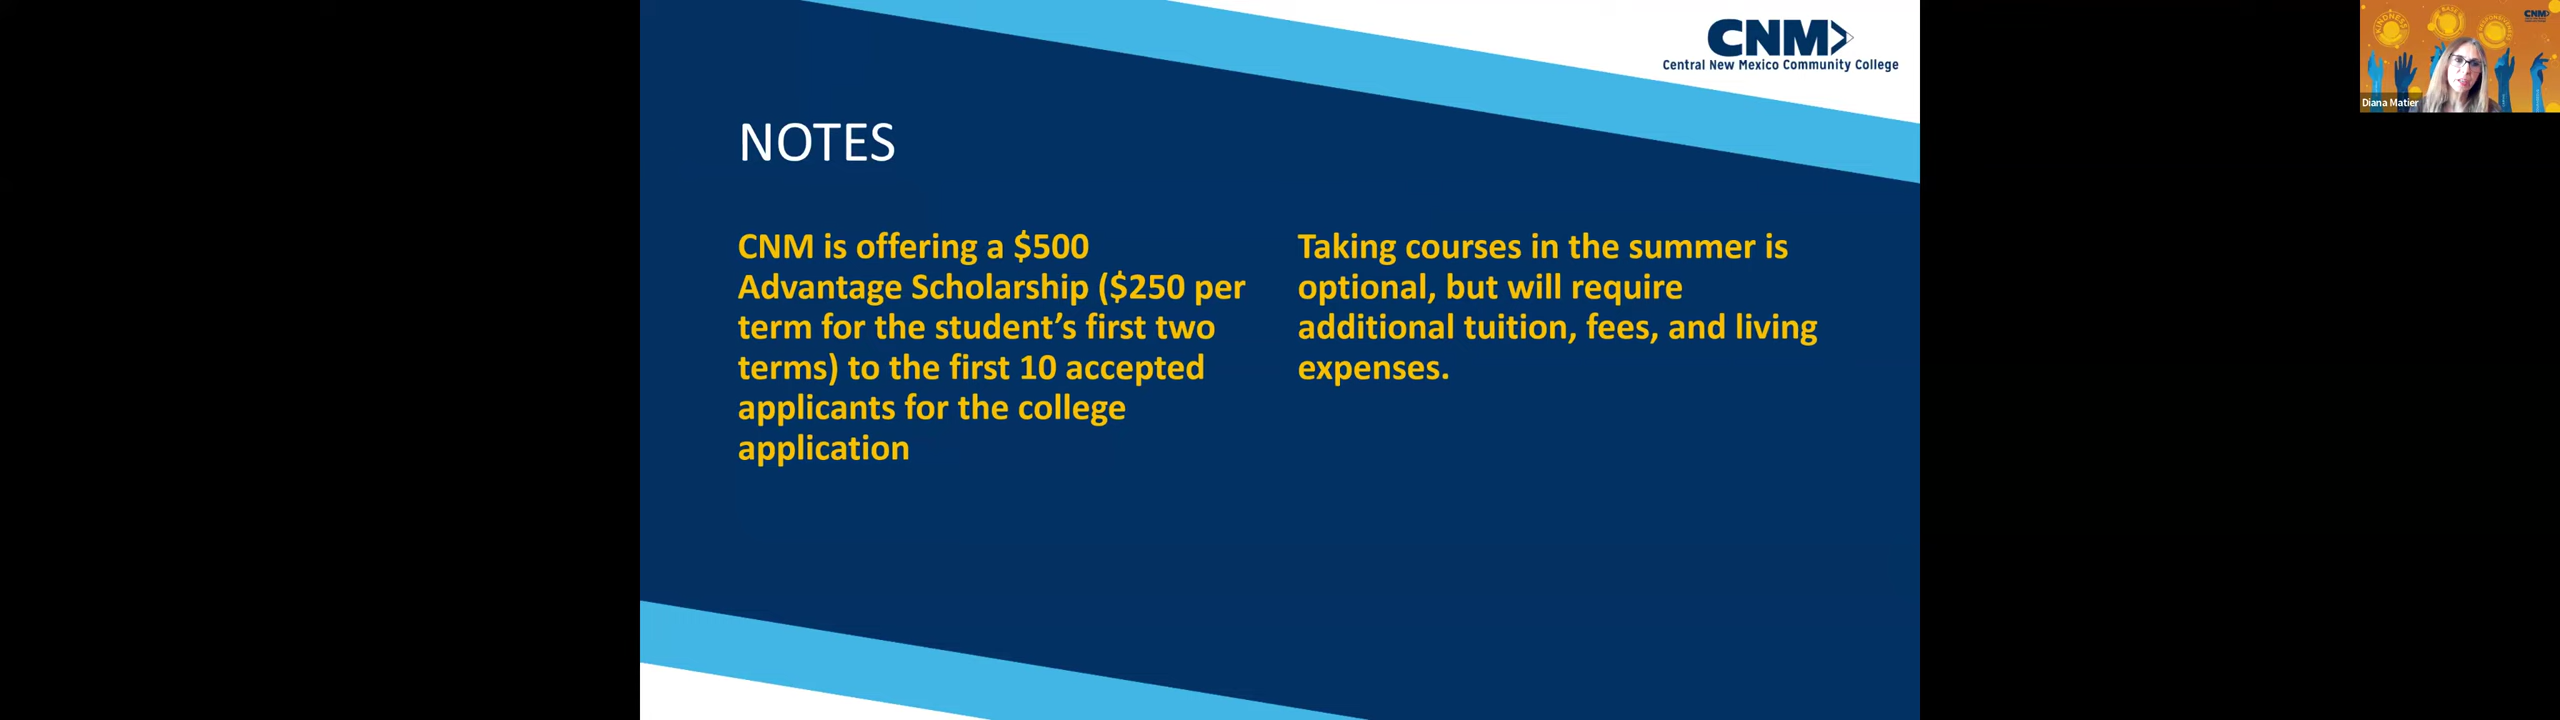 CNM
Central New Mexico Community College
NOTES
CNM is offering a $500
Advantage Scholarship ($250 per
term for the student’s first two
terms) to the first 10 accepted
applicants for the college
application
Taking courses in the summer is
optional, but will require
additional tuition, fees, and living
expenses.
KINDNESS
CNM
Diana Matier